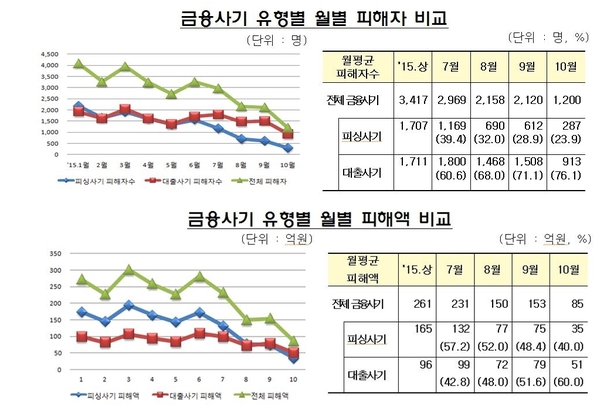 금융사기 유형별 월별 피해자 비교
(단위 : 명)
(단위 : 명, %)
4,500
4,000
3,500
3,000
2,500
2,000
1,500
1,000
500
0
'15.1월 2월 3월 4월 5월 6월 7월 8월 9월 10월
피싱사기 피해자수 대출사기 피해자수 전체 피해자
월평균 피해자수 '15.상 7월 8월 9월 10월
전체 금융사기 3,417 2,969 2,158 2,120 1,200
피싱사기 1,707 1,169 690 612 287
(39.4) (32.0) (28.9) (23.9)
대출사기 1,711 1,800 1,468 1,508 913
(60.6) (68.0) (71.1) (76.1)
금융사기 유형별 월별 피해액 비교
(단위 : 억원)
(단위 : 억원, %)
350
300
250
200
150
100
50
0
1 2 3 4 5 6 7 8 9 10
피싱사기 피해액 대출사기 피해액 전체 피해액
월평균 피해액 '15.상 7월 8월 9월 10월
전체 금융사기 261 231 150 153 85
피싱사기 165 132 77 75 35
(57.2) (52.0) (48.4) (40.0)
대출사기 96 99 72 79 51
(42.8) (48.0) (51.6) (60.0)